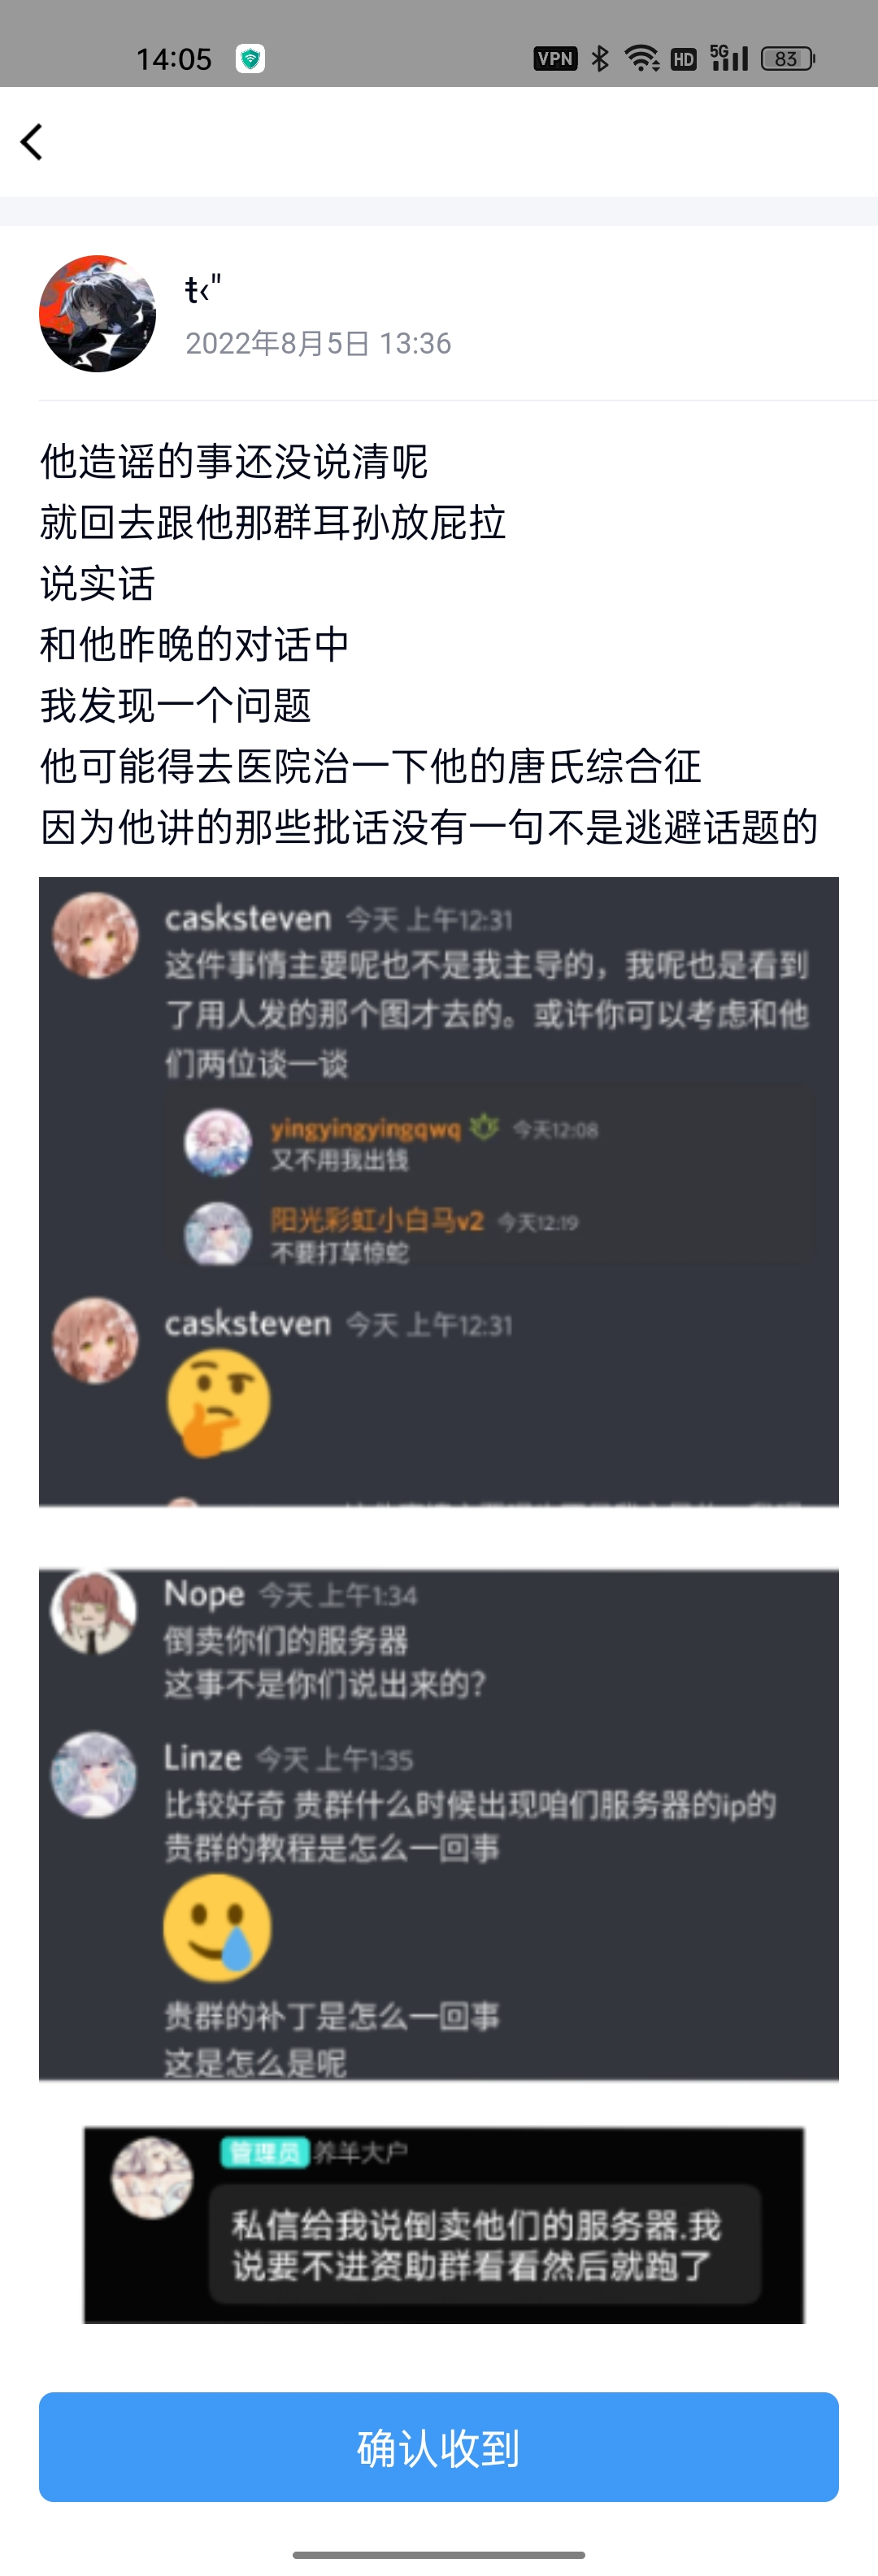 14:05
VPN HD 5G 83
ŧ‹"
2022年8月5日 13:36
他造谣的事还没说清呢
就回去跟他那群耳孙放屁拉
说实话
和他昨晚的对话中
我发现一个问题
他可能得去医院治一下他的唐氏综合征
因为他讲的那些批话没有一句不是逃避话题的
casksteven 今天 上午12:31
这件事情主要呢也不是我主导的，我呢也是看到
了用人发的那个图才去的。或许你可以考虑和他
们两位谈一谈
yingyingyingqwq 今天12:08
又不用我出钱
阳光彩虹小白马v2 今天12:19
不要打草惊蛇
casksteven 今天 上午12:31
Nope 今天 上午1:34
倒卖你们的服务器
这事不是你们说出来的？
Linze 今天 上午1:35
比较好奇 贵群什么时候出现咱们服务器的ip的
贵群的教程是怎么一回事
贵群的补丁是怎么一回事
这是怎么是呢
管理员 养羊大户
私信给我说倒卖他们的服务器.我
说要不进资助群看看然后就跑了
确认收到